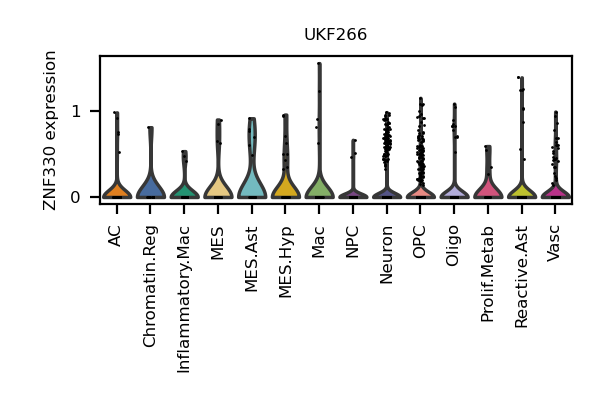 UKF266
ZNF330 expression
1
0
AC
Chromatin.Reg
Inflammatory.Mac
MES
MES.Ast
MES.Hyp
Mac
NPC
Neuron
OPC
Oligo
Prolif.Metab
Reactive.Ast
Vasc